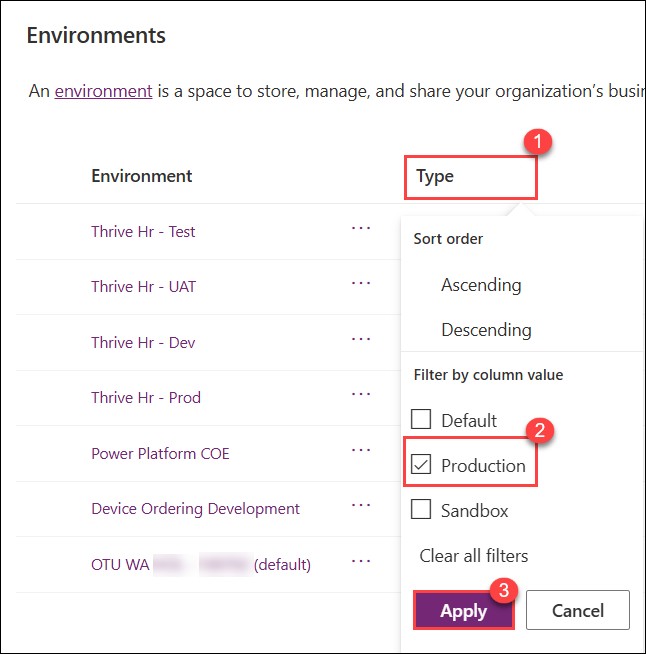 Environments
An environment is a space to store, manage, and share your organization's busi
1
Environment Type
Thrive Hr - Test ...
Sort order
Thrive Hr - UAT ...
Ascending
Descending
Thrive Hr - Dev ...
Filter by column value
Thrive Hr - Prod ...
Default
2
Power Platform COE ...
Production
Device Ordering Development ...
Sandbox
OTU WA (default) ...
Clear all filters
3
Apply Cancel